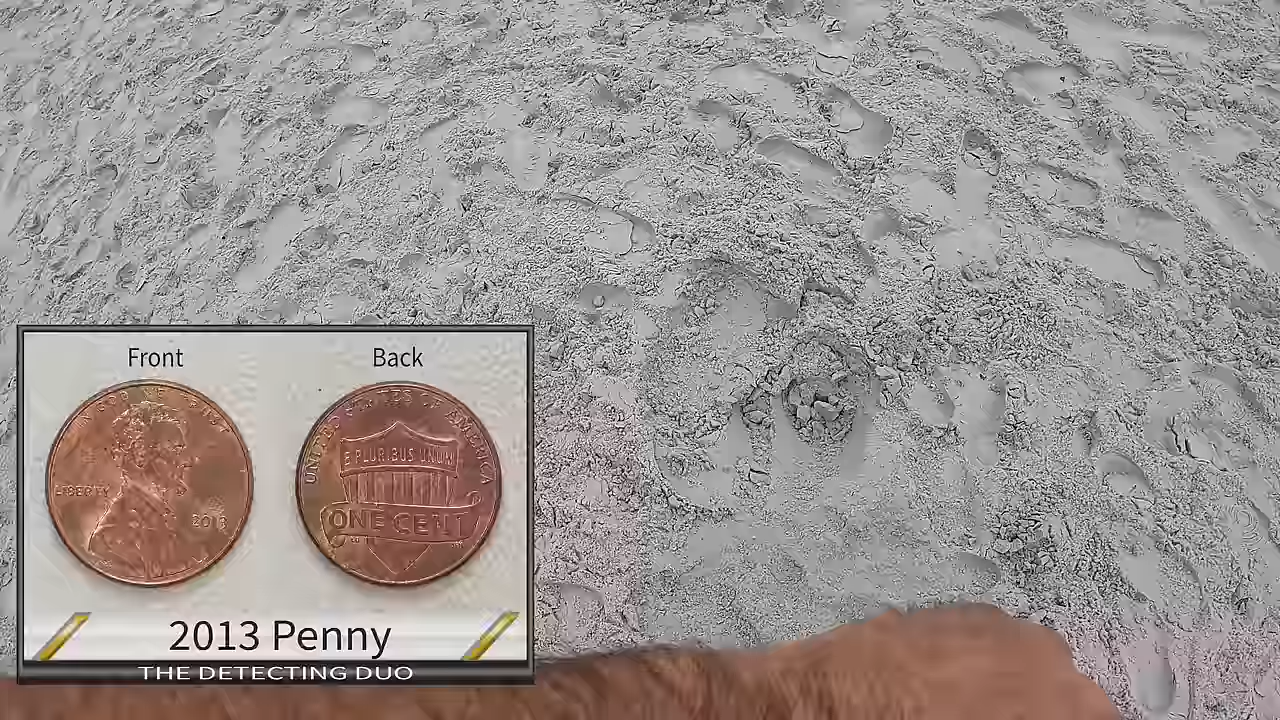 Front
Back
IN GOD WE TRUST
LIBERTY
2013
UNITED STATES OF AMERICA
E PLURIBUS UNUM
ONE CENT
2013 Penny
THE DETECTING DUO